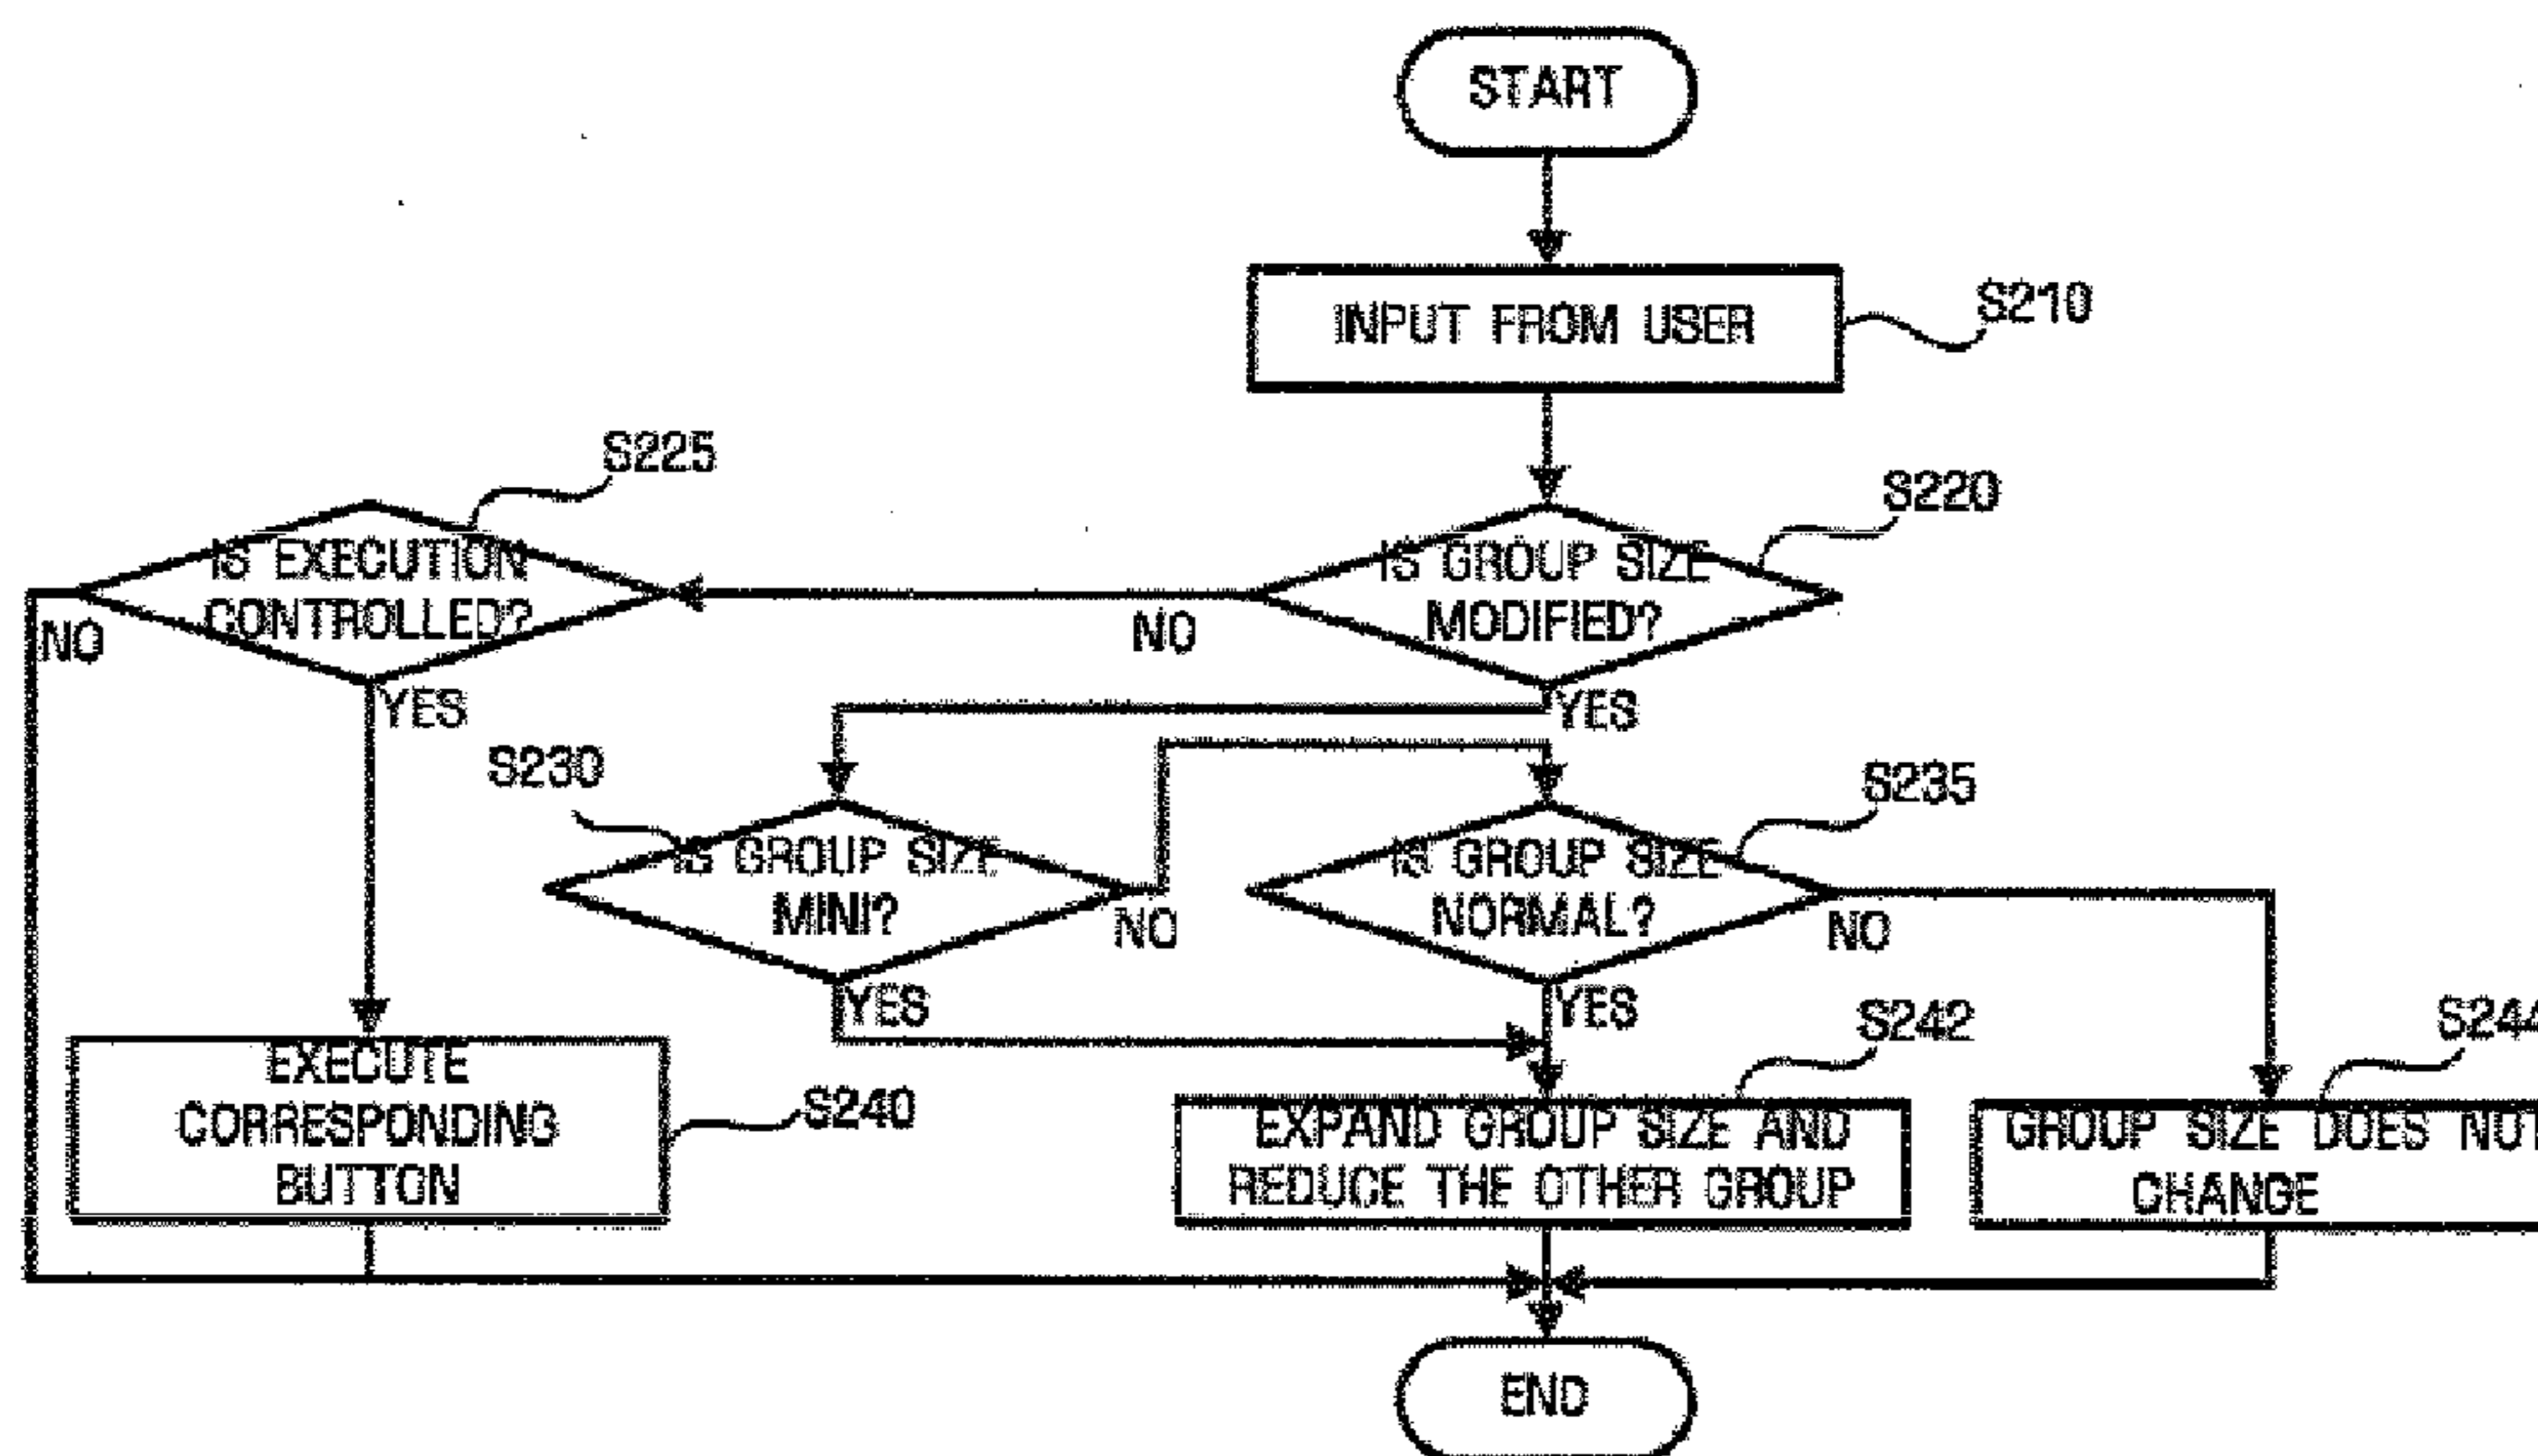 START
INPUT FROM USER
S210
S225
S220
IS EXECUTION
CONTROLLED?
IS GROUP SIZE
MODIFIED?
NO
NO
YES
YES
S230
S235
IS GROUP SIZE
MINI?
IS GROUP SIZE
NORMAL?
NO
NO
YES
YES
S242
S244
EXECUTE
CORRESPONDING
BUTTON
S240
EXPAND GROUP SIZE AND
REDUCE THE OTHER GROUP
GROUP SIZE DOES NOT
CHANGE
END